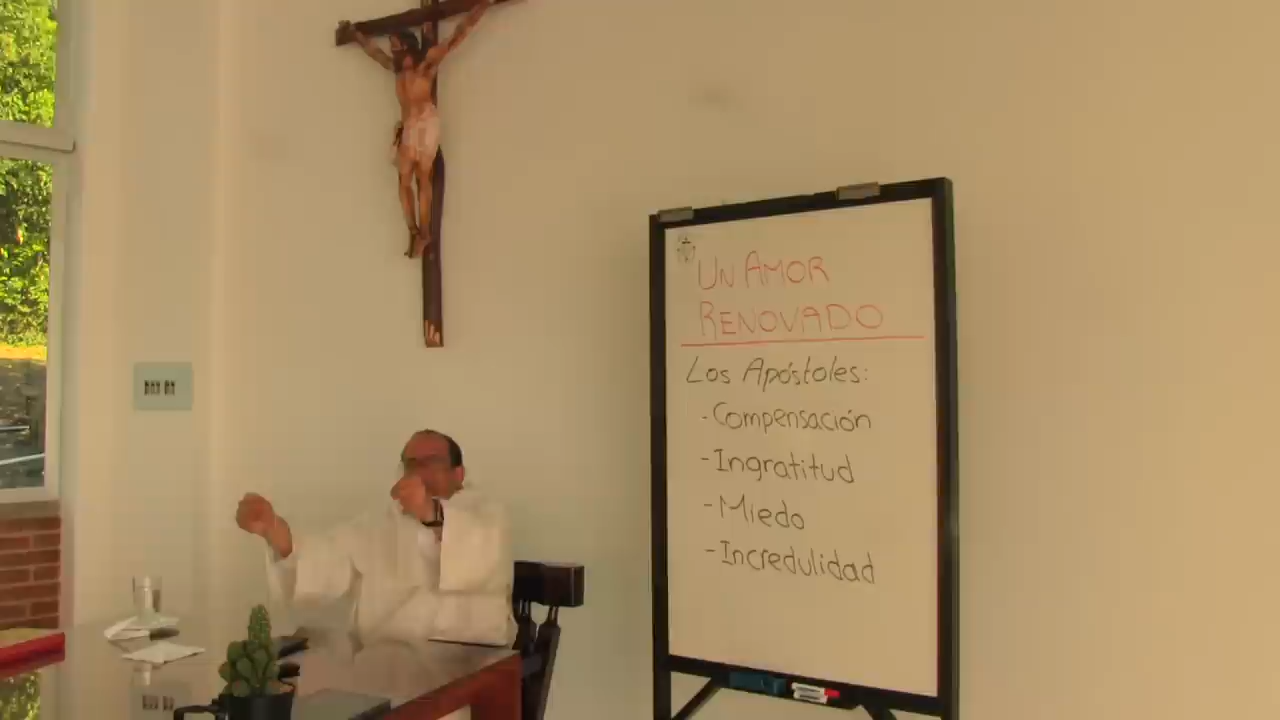 UN AMOR
RENOVADO
Los Apóstoles:
-Compensación
-Ingratitud
-Miedo
-Incredulidad